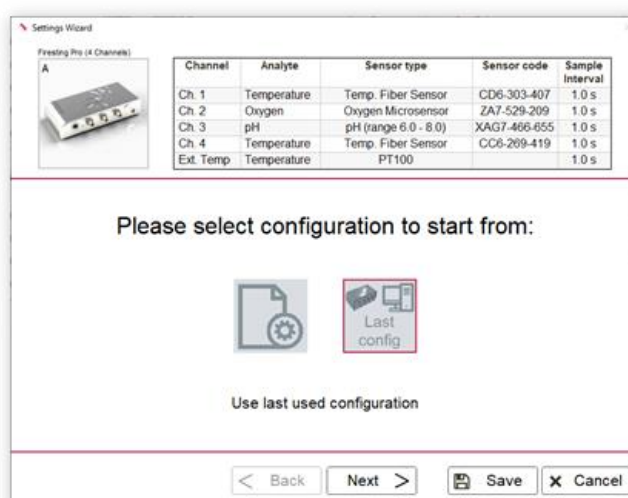 Settings Wizard
Firesting Pro (4 Channels)
A
Channel Analyte Sensor type Sensor code Sample Interval
Ch. 1 Temperature Temp. Fiber Sensor CD6-303-407 1.0 s
Ch. 2 Oxygen Oxygen Microsensor ZA7-529-209 1.0 s
Ch. 3 pH pH (range 6.0 - 8.0) XAG7-466-655 1.0 s
Ch. 4 Temperature Temp. Fiber Sensor CC6-269-419 1.0 s
Ext. Temp Temperature PT100 1.0 s
Please select configuration to start from:
Last
config
Use last used configuration
< Back Next > Save Cancel